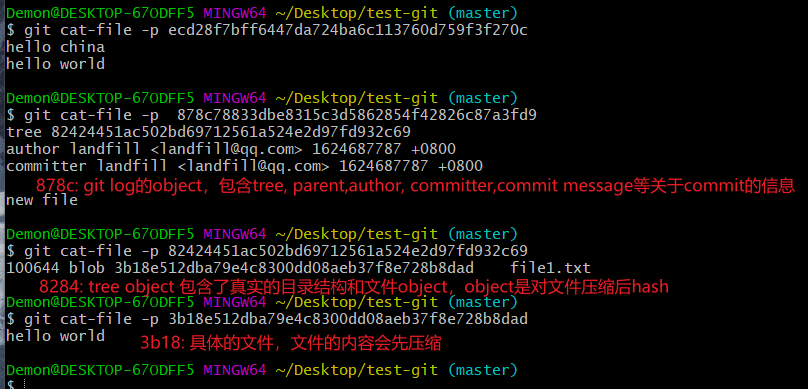 Demon@DESKTOP-67ODFF5 MINGW64 ~/Desktop/test-git (master)
$ git cat-file -p ecd28f7bff6447da724ba6c113760d759f3f270c
hello china
hello world
Demon@DESKTOP-67ODFF5 MINGW64 ~/Desktop/test-git (master)
$ git cat-file -p  878c78833dbe8315c3d5862854f42826c87a3fd9
tree 82424451ac502bd69712561a524e2d97fd932c69
author landfill <landfill@qq.com> 1624687787 +0800
committer landfill <landfill@qq.com> 1624687787 +0800
878c: git log的object，包含tree, parent,author, committer,commit message等关于commit的信息
new file
Demon@DESKTOP-67ODFF5 MINGW64 ~/Desktop/test-git (master)
$ git cat-file -p 82424451ac502bd69712561a524e2d97fd932c69
100644 blob 3b18e512dba79e4c8300dd08aeb37f8e728b8dad    file1.txt
8284: tree object 包含了真实的目录结构和文件object，object是对文件压缩后hash
Demon@DESKTOP-67ODFF5 MINGW64 ~/Desktop/test-git (master)
$ git cat-file -p 3b18e512dba79e4c8300dd08aeb37f8e728b8dad
hello world
3b18: 具体的文件，文件的内容会先压缩
Demon@DESKTOP-67ODFF5 MINGW64 ~/Desktop/test-git (master)
$